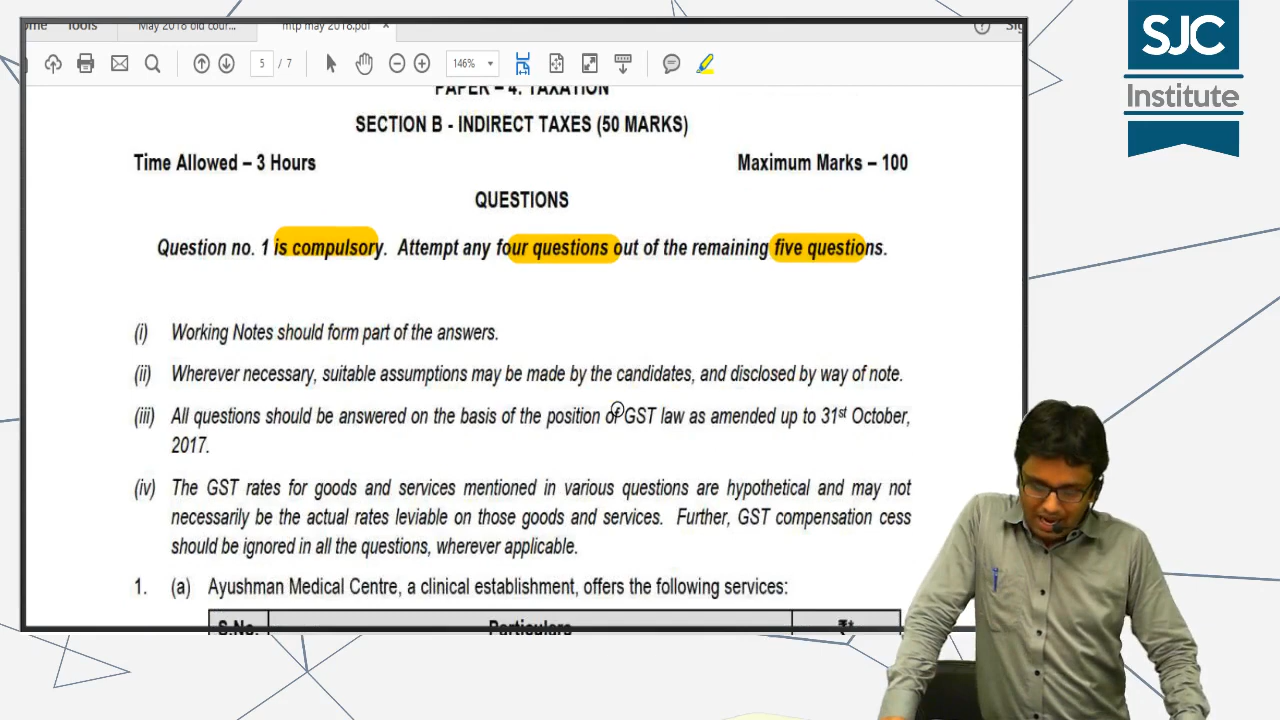 ome Tools May 2018 old cour... mtp may 2018.pdf × Sig
5 / 7 146%
PAPER – 4: TAXATION
SECTION B - INDIRECT TAXES (50 MARKS)
Time Allowed – 3 Hours Maximum Marks – 100
QUESTIONS
Question no. 1 is compulsory. Attempt any four questions out of the remaining five questions.
(i) Working Notes should form part of the answers.
(ii) Wherever necessary, suitable assumptions may be made by the candidates, and disclosed by way of note.
(iii) All questions should be answered on the basis of the position of GST law as amended up to 31st October,
2017.
(iv) The GST rates for goods and services mentioned in various questions are hypothetical and may not
necessarily be the actual rates leviable on those goods and services. Further, GST compensation cess
should be ignored in all the questions, wherever applicable.
1. (a) Ayushman Medical Centre, a clinical establishment, offers the following services:
S.No. Particulars ₹*
SJC
Institute